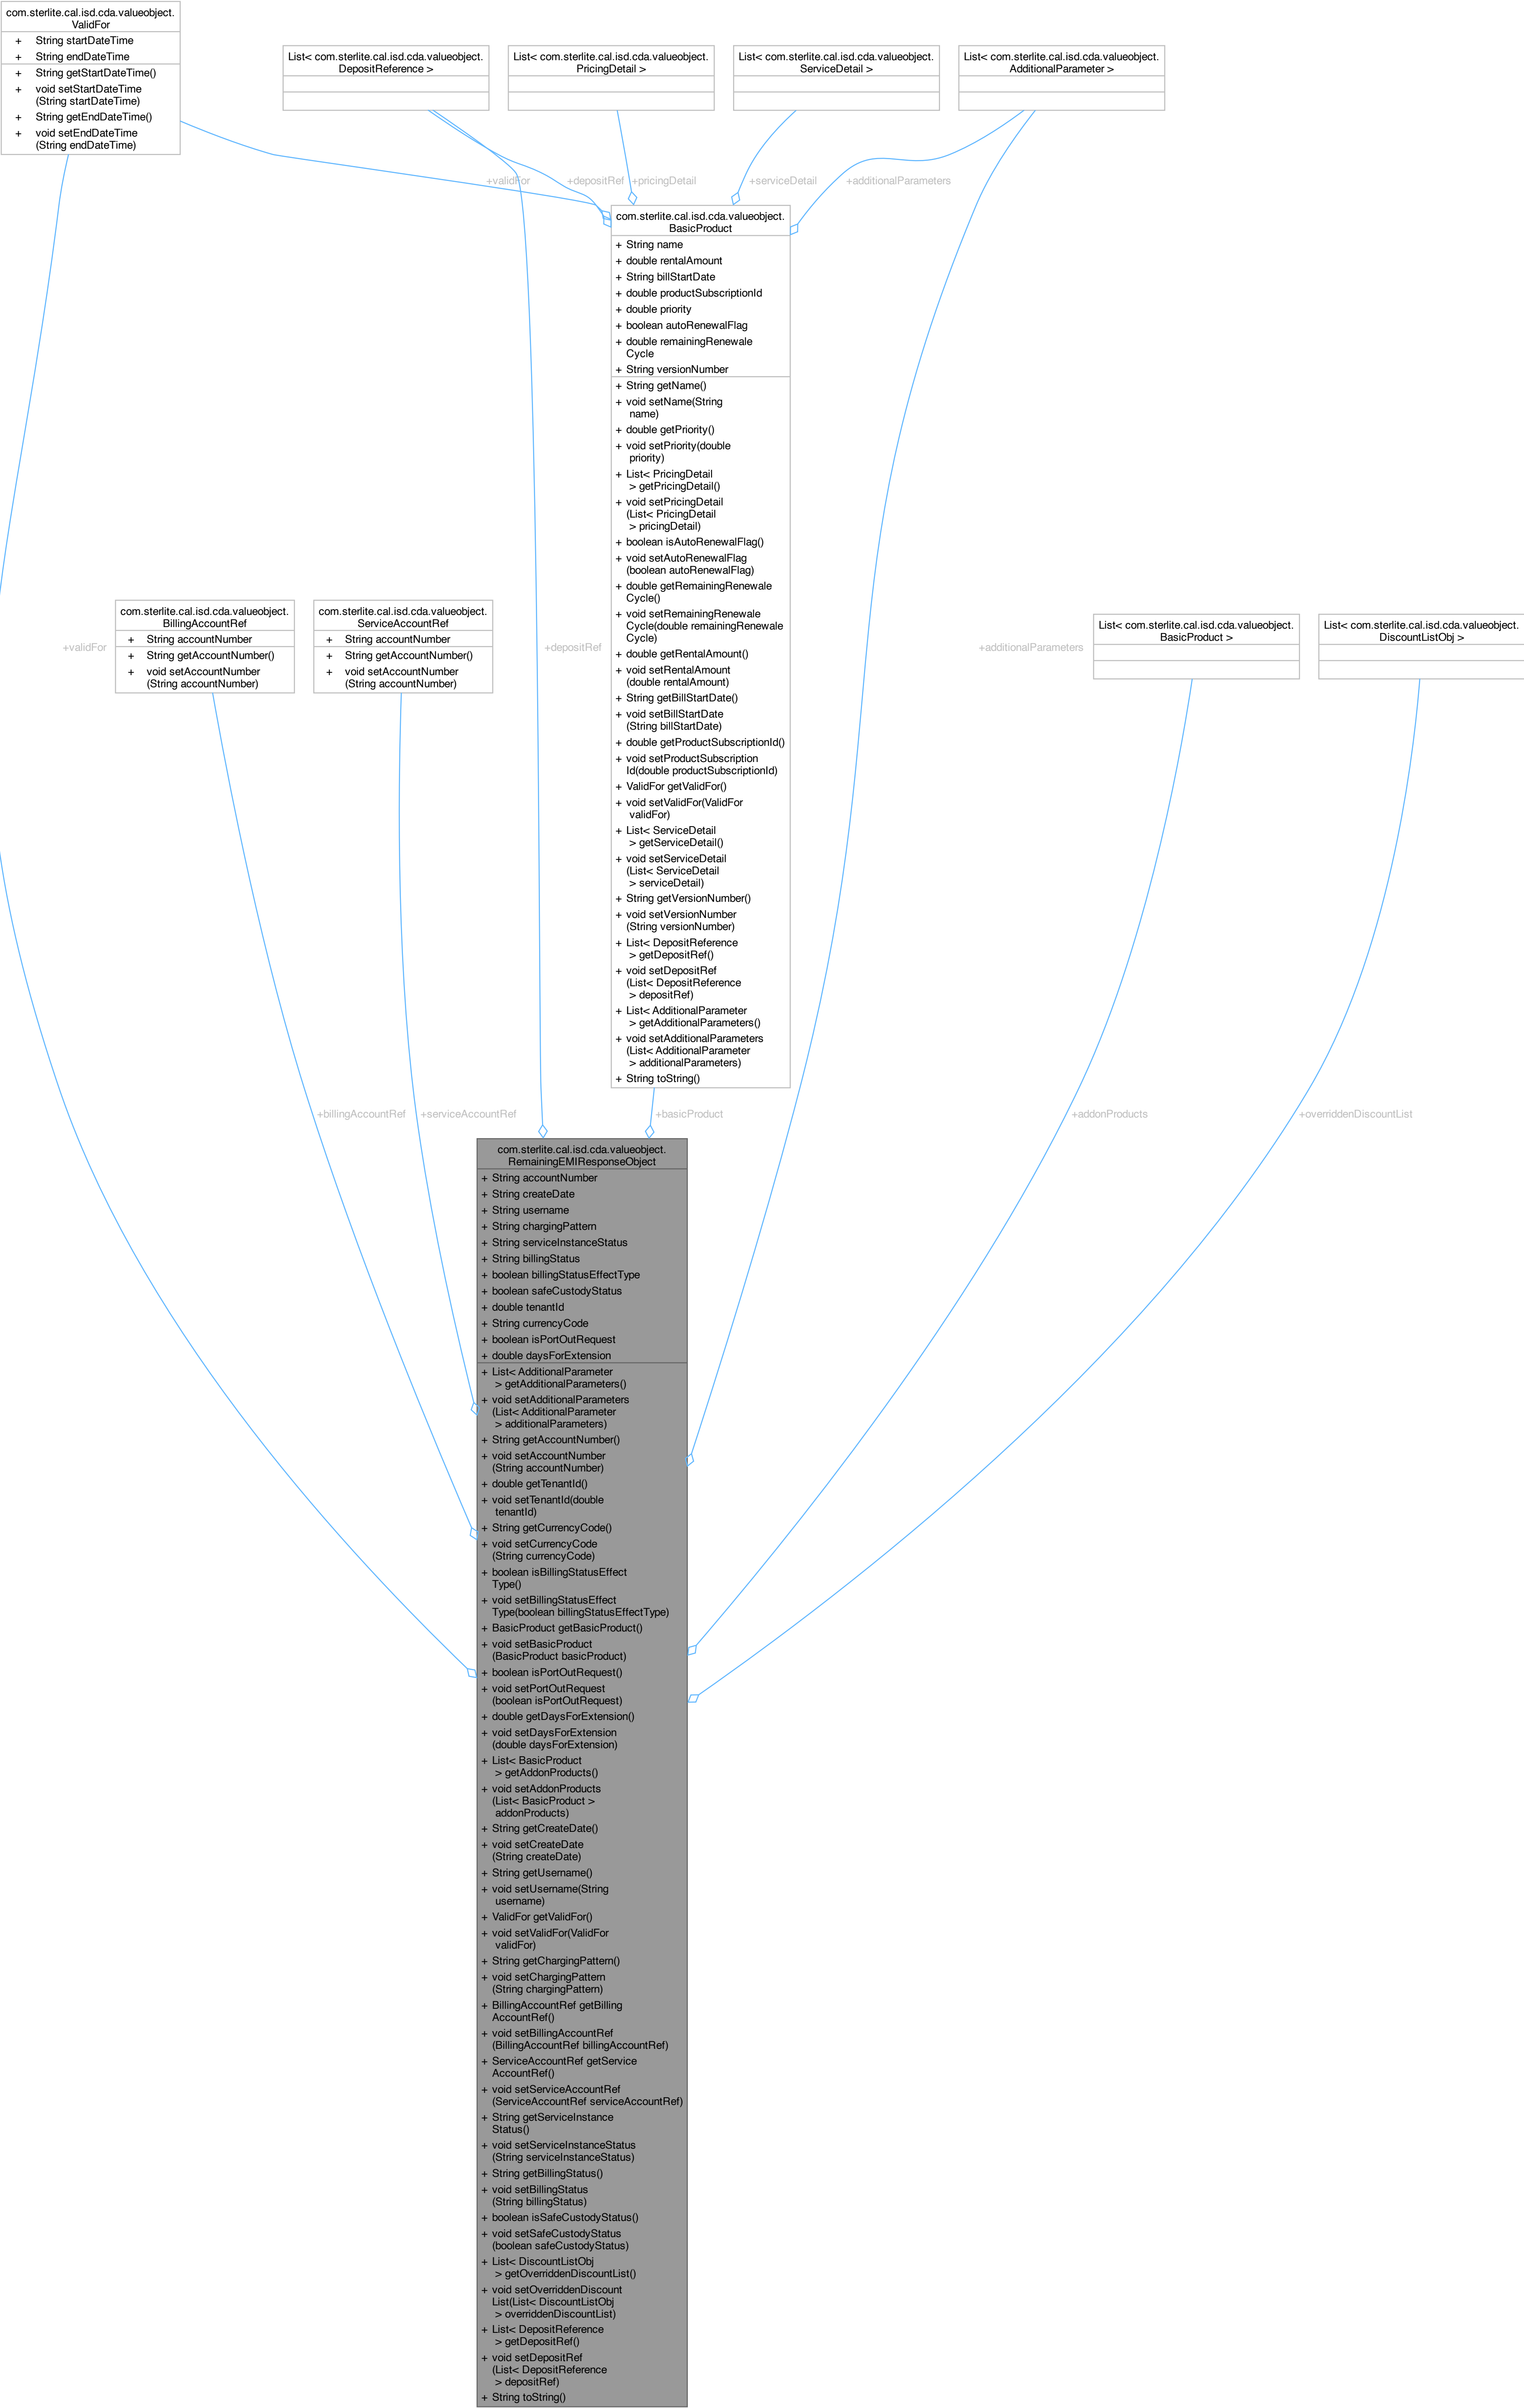 com.sterlite.cal.isd.cda.valueobject.
ValidFor
+ String startDateTime
+ String endDateTime
+ String getStartDateTime()
+ void setStartDateTime
(String startDateTime)
+ String getEndDateTime()
+ void setEndDateTime
(String endDateTime)
List< com.sterlite.cal.isd.cda.valueobject.
DepositReference >
List< com.sterlite.cal.isd.cda.valueobject.
PricingDetail >
List< com.sterlite.cal.isd.cda.valueobject.
ServiceDetail >
List< com.sterlite.cal.isd.cda.valueobject.
AdditionalParameter >
+validFor
+depositRef
+pricingDetail
+serviceDetail
+additionalParameters
com.sterlite.cal.isd.cda.valueobject.
BasicProduct
+ String name
+ double rentalAmount
+ String billStartDate
+ double productSubscriptionId
+ double priority
+ boolean autoRenewalFlag
+ double remainingRenewale
Cycle
+ String versionNumber
+ String getName()
+ void setName(String
name)
+ double getPriority()
+ void setPriority(double
priority)
+ List< PricingDetail
> getPricingDetail()
+ void setPricingDetail
(List< PricingDetail
> pricingDetail)
+ boolean isAutoRenewalFlag()
+ void setAutoRenewalFlag
(boolean autoRenewalFlag)
+ double getRemainingRenewale
Cycle()
+ void setRemainingRenewale
Cycle(double remainingRenewale
Cycle)
+ double getRentalAmount()
+ void setRentalAmount
(double rentalAmount)
+ String getBillStartDate()
+ void setBillStartDate
(String billStartDate)
+ double getProductSubscriptionId()
+ void setProductSubscription
Id(double productSubscriptionId)
+ ValidFor getValidFor()
+ void setValidFor(ValidFor
validFor)
+ List< ServiceDetail
> getServiceDetail()
+ void setServiceDetail
(List< ServiceDetail
> serviceDetail)
+ String getVersionNumber()
+ void setVersionNumber
(String versionNumber)
+ List< DepositReference
> getDepositRef()
+ void setDepositRef
(List< DepositReference
> depositRef)
+ List< AdditionalParameter
> getAdditionalParameters()
+ void setAdditionalParameters
(List< AdditionalParameter
> additionalParameters)
+ String toString()
+validFor
com.sterlite.cal.isd.cda.valueobject.
BillingAccountRef
+ String accountNumber
+ String getAccountNumber()
+ void setAccountNumber
(String accountNumber)
com.sterlite.cal.isd.cda.valueobject.
ServiceAccountRef
+ String accountNumber
+ String getAccountNumber()
+ void setAccountNumber
(String accountNumber)
+depositRef
+additionalParameters
List< com.sterlite.cal.isd.cda.valueobject.
BasicProduct >
List< com.sterlite.cal.isd.cda.valueobject.
DiscountListObj >
+billingAccountRef
+serviceAccountRef
+basicProduct
+addonProducts
+overriddenDiscountList
com.sterlite.cal.isd.cda.valueobject.
RemainingEMIResponseObject
+ String accountNumber
+ String createDate
+ String username
+ String chargingPattern
+ String serviceInstanceStatus
+ String billingStatus
+ boolean billingStatusEffectType
+ boolean safeCustodyStatus
+ double tenantId
+ String currencyCode
+ boolean isPortOutRequest
+ double daysForExtension
+ List< AdditionalParameter
> getAdditionalParameters()
+ void setAdditionalParameters
(List< AdditionalParameter
> additionalParameters)
+ String getAccountNumber()
+ void setAccountNumber
(String accountNumber)
+ double getTenantId()
+ void setTenantId(double
tenantId)
+ String getCurrencyCode()
+ void setCurrencyCode
(String currencyCode)
+ boolean isBillingStatusEffect
Type()
+ void setBillingStatusEffect
Type(boolean billingStatusEffectType)
+ BasicProduct getBasicProduct()
+ void setBasicProduct
(BasicProduct basicProduct)
+ boolean isPortOutRequest()
+ void setPortOutRequest
(boolean isPortOutRequest)
+ double getDaysForExtension()
+ void setDaysForExtension
(double daysForExtension)
+ List< BasicProduct
> getAddonProducts()
+ void setAddonProducts
(List< BasicProduct >
addonProducts)
+ String getCreateDate()
+ void setCreateDate
(String createDate)
+ String getUsername()
+ void setUsername(String
username)
+ ValidFor getValidFor()
+ void setValidFor(ValidFor
validFor)
+ String getChargingPattern()
+ void setChargingPattern
(String chargingPattern)
+ BillingAccountRef getBilling
AccountRef()
+ void setBillingAccountRef
(BillingAccountRef billingAccountRef)
+ ServiceAccountRef getService
AccountRef()
+ void setServiceAccountRef
(ServiceAccountRef serviceAccountRef)
+ String getServiceInstance
Status()
+ void setServiceInstanceStatus
(String serviceInstanceStatus)
+ String getBillingStatus()
+ void setBillingStatus
(String billingStatus)
+ boolean isSafeCustodyStatus()
+ void setSafeCustodyStatus
(boolean safeCustodyStatus)
+ List< DiscountListObj
> getOverriddenDiscountList()
+ void setOverriddenDiscount
List(List< DiscountListObj
> overriddenDiscountList)
+ List< DepositReference
> getDepositRef()
+ void setDepositRef
(List< DepositReference
> depositRef)
+ String toString()